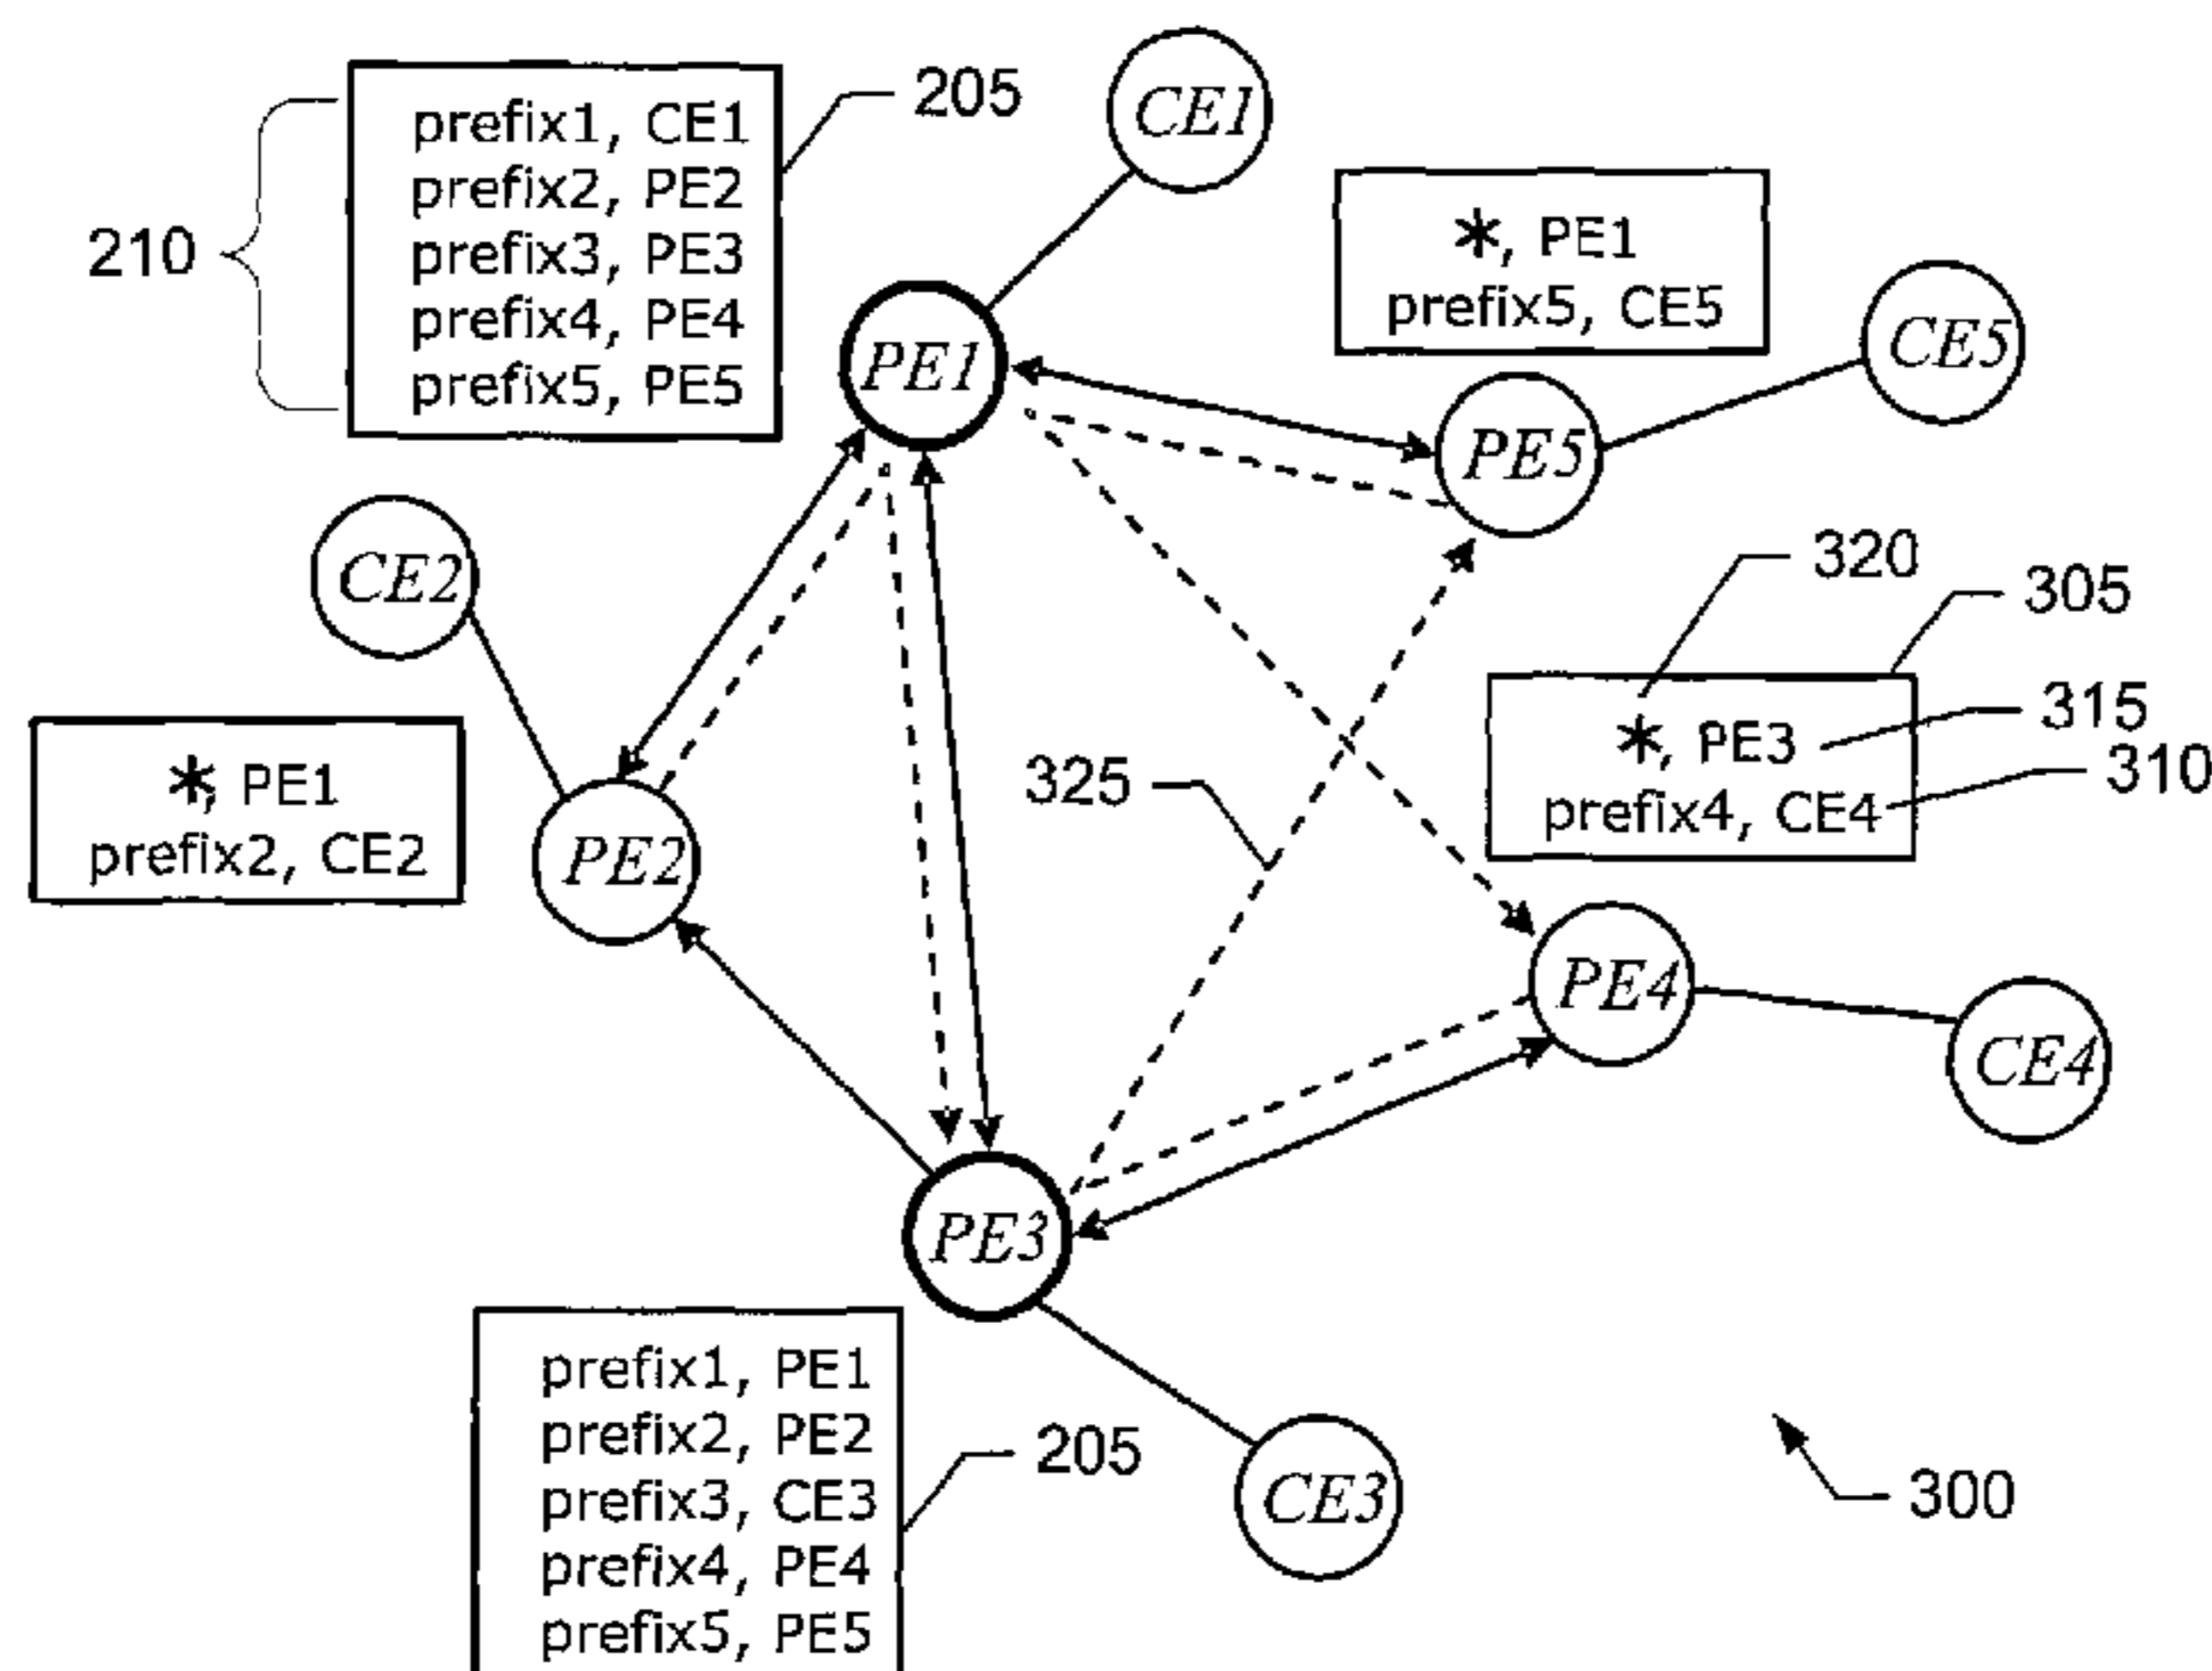 prefix1, CE1
prefix2, PE2
prefix3, PE3
prefix4, PE4
prefix5, PE5
205
210
CE1
*, PE1
prefix5, CE5
CE5
PE1
PE5
CE2
320
305
*, PE3
prefix4, CE4
315
310
325
*, PE1
prefix2, CE2
PE2
PE4
CE4
PE3
prefix1, PE1
prefix2, PE2
prefix3, CE3
prefix4, PE4
prefix5, PE5
205
CE3
300